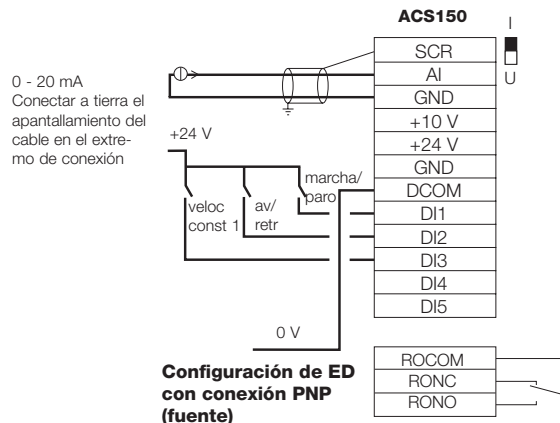 ACS150
I
U
SCR
AI
GND
+10 V
+24 V
GND
DCOM
DI1
DI2
DI3
DI4
DI5
0 - 20 mA
Conectar a tierra el
apantallamiento del
cable en el extre-
mo de conexión
+24 V
veloc
const 1
av/
retr
marcha/
paro
0 V
Configuración de ED
con conexión PNP
(fuente)
ROCOM
RONC
RONO